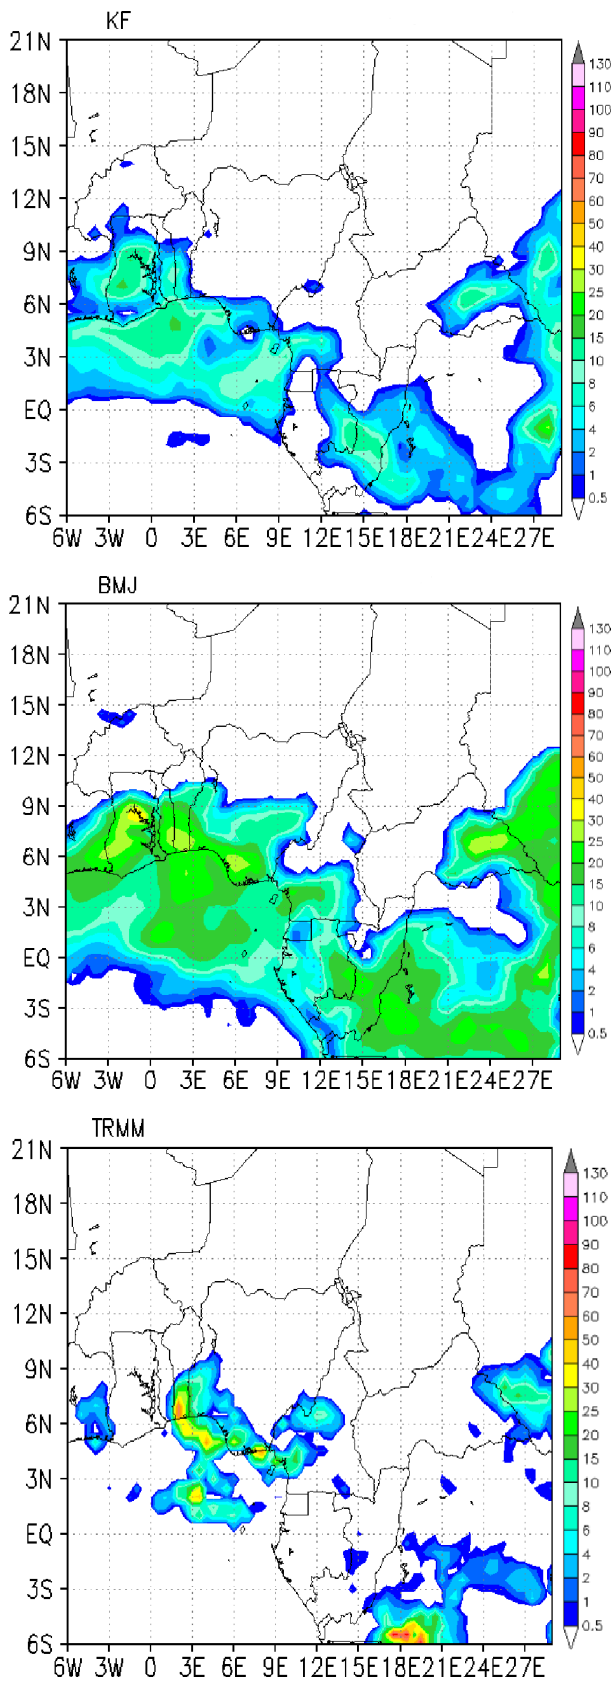 KF
21N
18N
15N
12N
9N
6N
3N
EQ
3S
6S
6W 3W 0 3E 6E 9E 12E15E18E21E24E27E
130
110
100
90
80
70
60
50
40
30
25
20
15
10
8
6
4
2
1
0.5
BMJ
21N
18N
15N
12N
9N
6N
3N
EQ
3S
6S
6W 3W 0 3E 6E 9E 12E15E18E21E24E27E
130
110
100
90
80
70
60
50
40
30
25
20
15
10
8
6
4
2
1
0.5
TRMM
21N
18N
15N
12N
9N
6N
3N
EQ
3S
6S
6W 3W 0 3E 6E 9E 12E15E18E21E24E27E
130
110
100
90
80
70
60
50
40
30
25
20
15
10
8
6
4
2
1
0.5